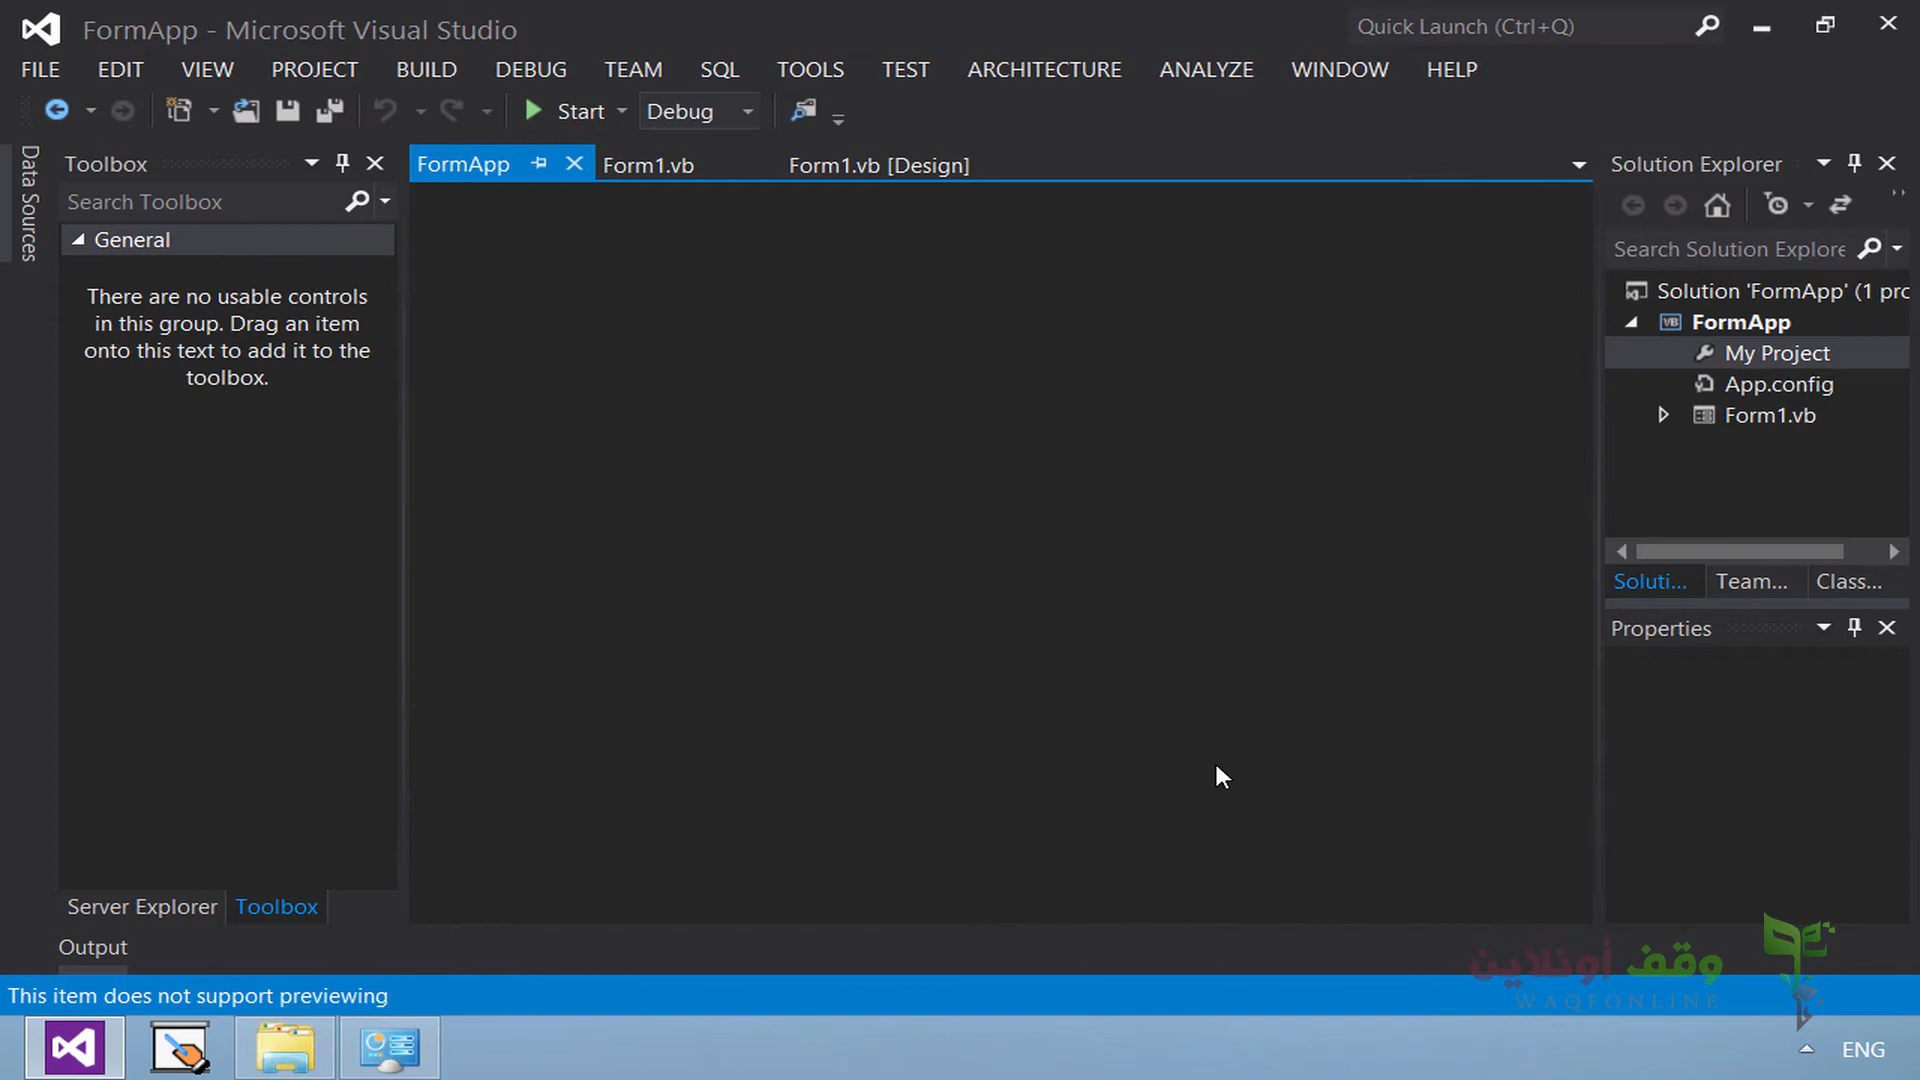 FormApp - Microsoft Visual Studio
Quick Launch (Ctrl+Q)
FILE EDIT VIEW PROJECT BUILD DEBUG TEAM SQL TOOLS TEST ARCHITECTURE ANALYZE WINDOW HELP
Start Debug
Data Sources
Toolbox
Search Toolbox
General
There are no usable controls
in this group. Drag an item
onto this text to add it to the
toolbox.
Server Explorer Toolbox
Output
FormApp Form1.vb Form1.vb [Design]
Solution Explorer
Search Solution Explore
Solution 'FormApp' (1 pro
VB FormApp
My Project
App.config
Form1.vb
Soluti... Team... Class...
Properties
وقف أونلاين
WAQFONLINE
This item does not support previewing
ENG